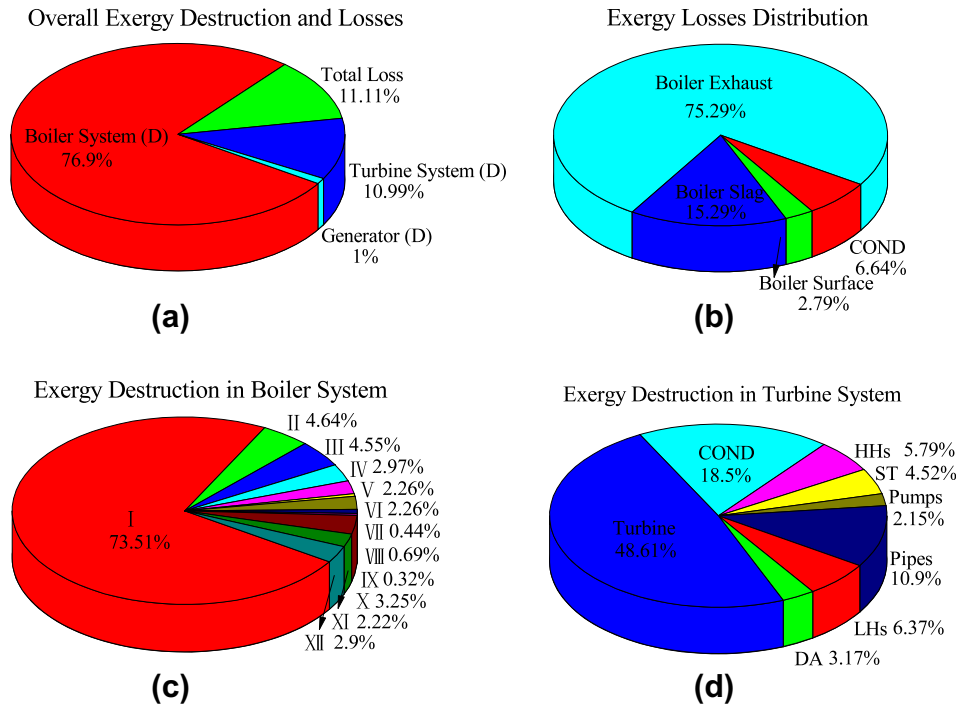 Overall Exergy Destruction and Losses
Total Loss
11.11%
Boiler System (D)
76.9%
Turbine System (D)
10.99%
Generator (D)
1%
(a)
Exergy Losses Distribution
Boiler Exhaust
75.29%
Boiler Slag
15.29%
COND
6.64%
Boiler Surface
2.79%
(b)
Exergy Destruction in Boiler System
II 4.64%
III 4.55%
IV 2.97%
V 2.26%
VI 2.26%
VII 0.44%
VIII 0.69%
IX 0.32%
X 3.25%
XI 2.22%
XII 2.9%
I
73.51%
(c)
Exergy Destruction in Turbine System
COND
18.5%
HHs 5.79%
ST 4.52%
Pumps
2.15%
Turbine
48.61%
Pipes
10.9%
LHs 6.37%
DA 3.17%
(d)